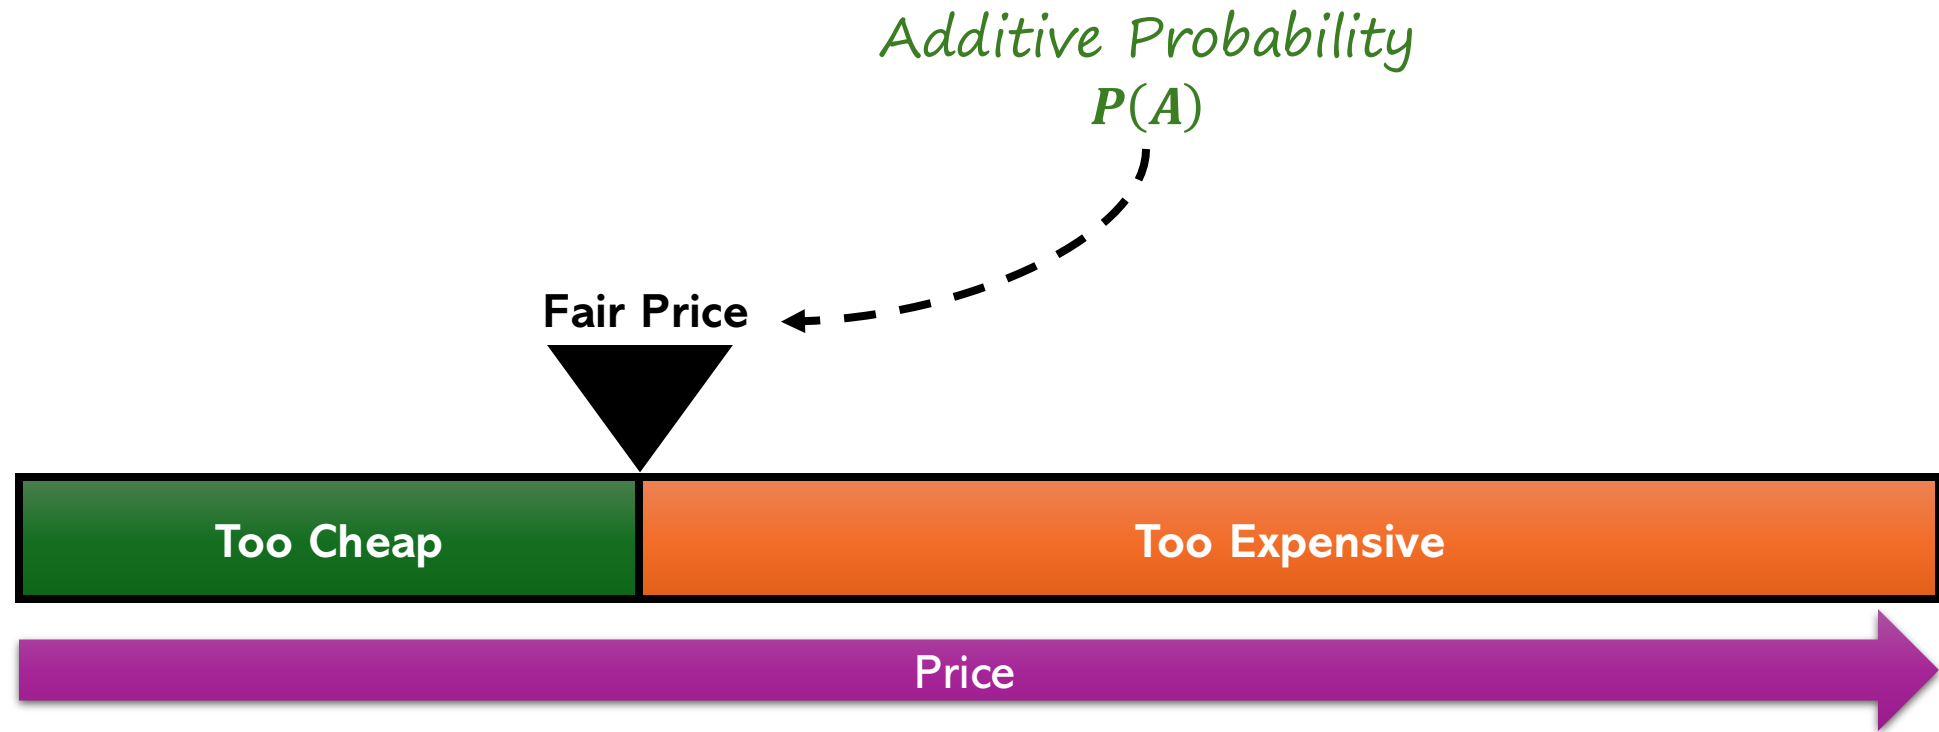 Additive Probability
P(A)
Fair Price
Too Cheap
Too Expensive
Price